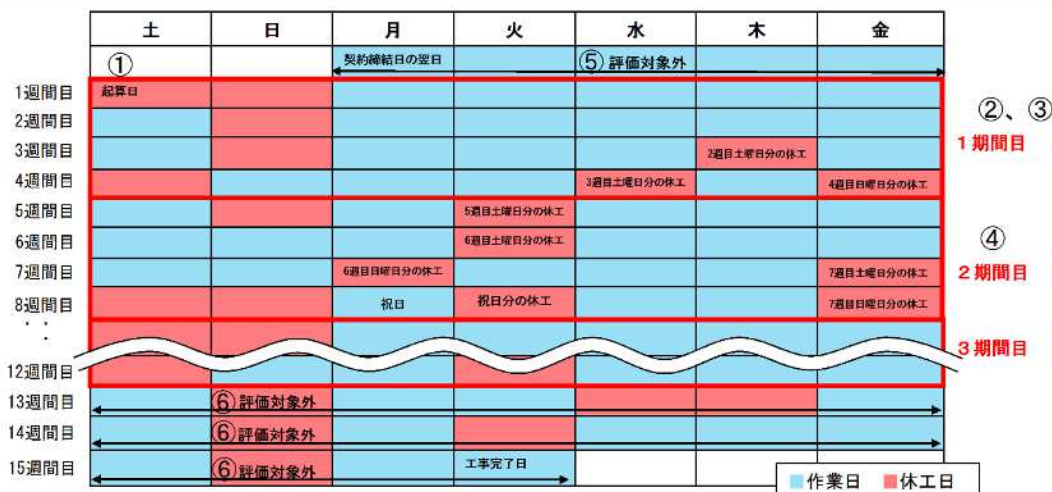 土 日 月 火 水 木 金
① 契約締結日の翌日 ⑤評価対象外
1週間目 起算日
2週間目
②、③
3週間目 2週目土曜日分の休工
1期間目
4週間目 3週目土曜日分の休工 4週目日曜日分の休工
5週間目 5週目土曜日分の休工
6週間目 6週目土曜日分の休工
④
7週間目 6週目日曜日分の休工 7週目土曜日分の休工
2期間目
8週間目 祝日 祝日分の休工 7週目日曜日分の休工
・・
3期間目
12週間目
13週間目 ⑥評価対象外
14週間目 ⑥評価対象外
15週間目 ⑥評価対象外 工事完了日
作業日 休工日